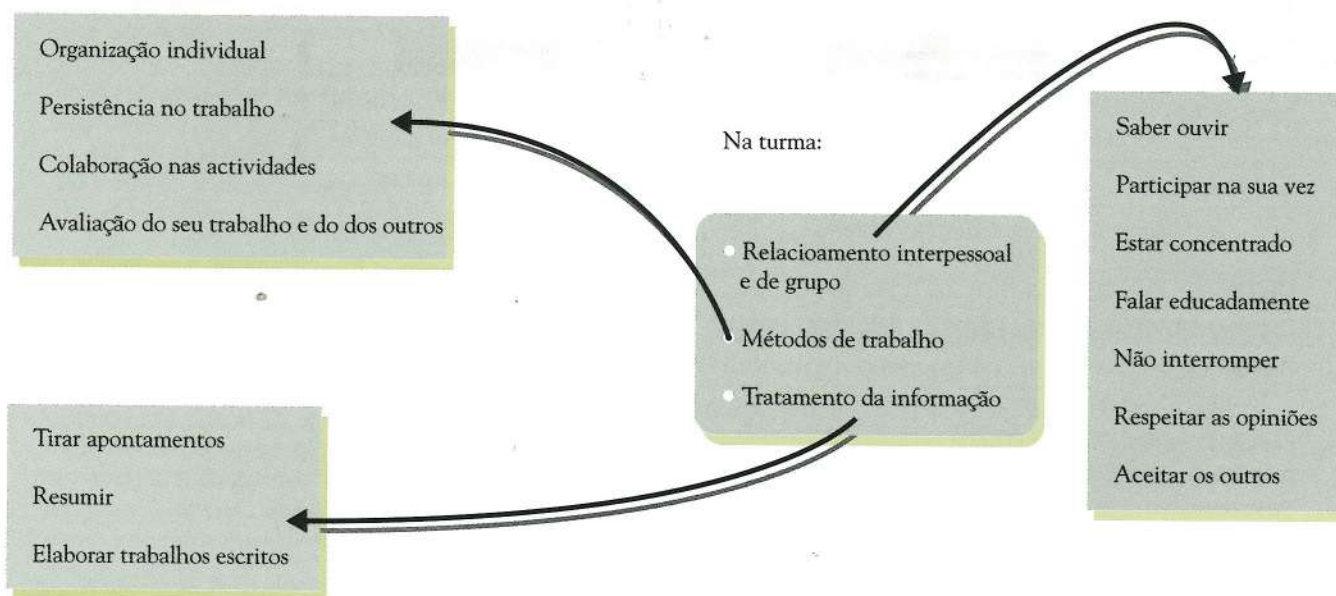 Organização individual
Persistência no trabalho
Colaboração nas actividades
Avaliação do seu trabalho e do dos outros
Na turma:
Relacioamento interpessoal
e de grupo
Métodos de trabalho
Tratamento da informação
Saber ouvir
Participar na sua vez
Estar concentrado
Falar educadamente
Não interromper
Respeitar as opiniões
Aceitar os outros
Tirar apontamentos
Resumir
Elaborar trabalhos escritos